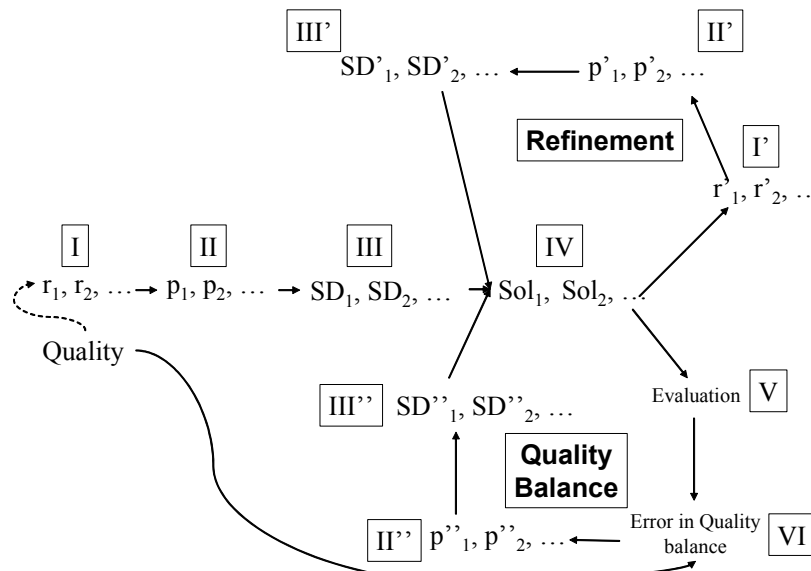 III' II'
SD'₁, SD'₂, … p'₁, p'₂, …
Refinement
I'
r'₁, r'₂, …
I II III IV
r₁, r₂, … p₁, p₂, … SD₁, SD₂, … Sol₁, Sol₂, …
Quality
III'' SD''₁, SD''₂, … Evaluation V
Quality
Balance
II'' p''₁, p''₂, … Error in Quality
balance VI